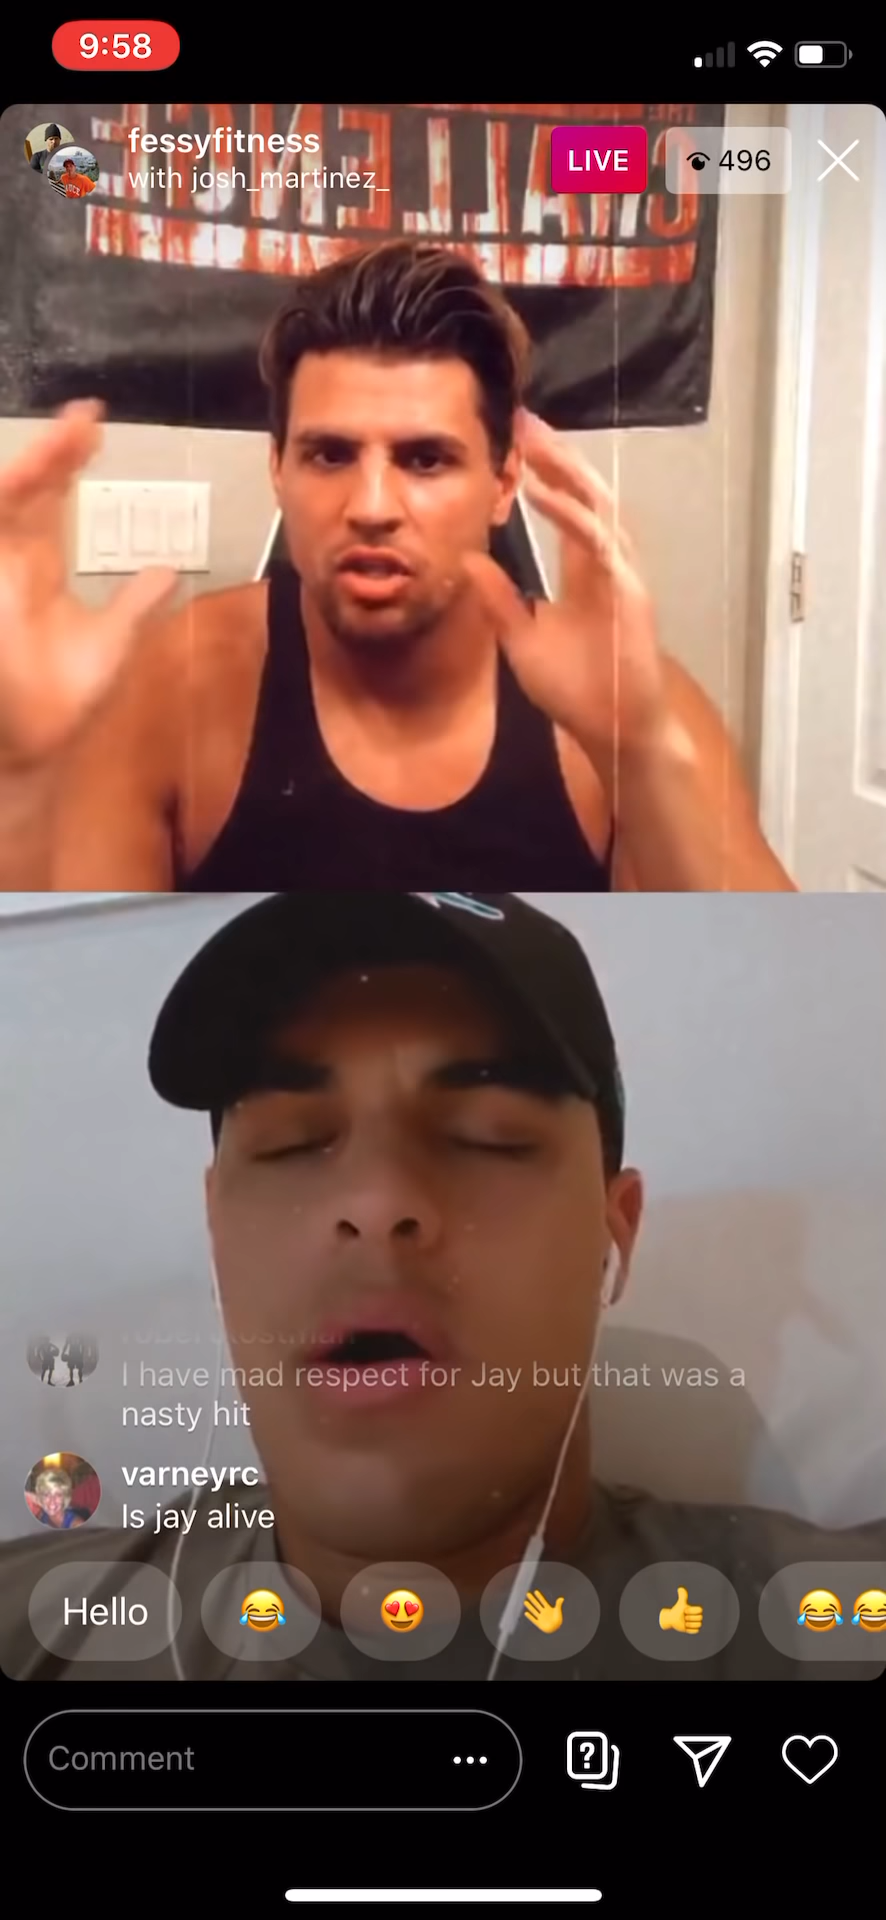 9:58
fessyfitness
with josh_martinez_
LIVE
496
I have mad respect for Jay but that was a
nasty hit
varneyrc
Is jay alive
Hello
Comment